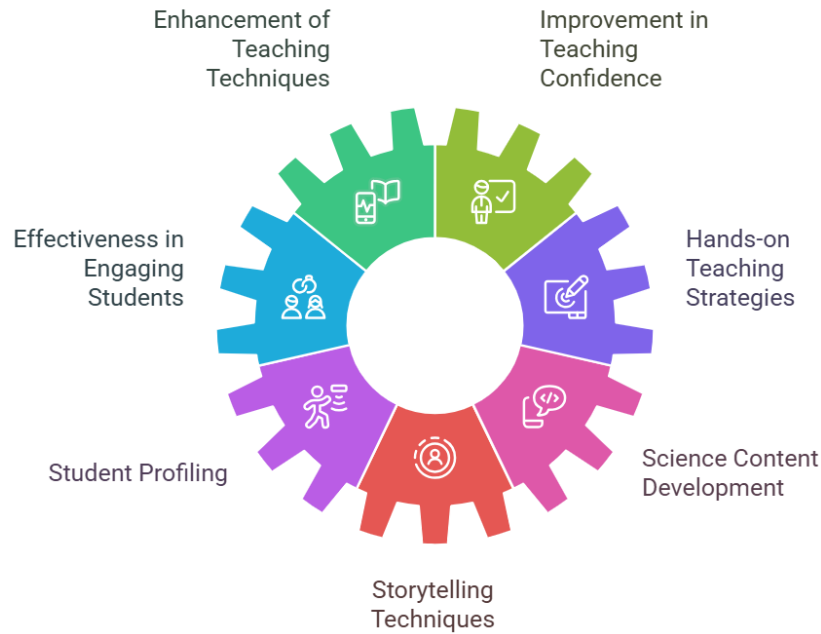 Enhancement of
Teaching
Techniques
Improvement in
Teaching
Confidence
Effectiveness in
Engaging
Students
Hands-on
Teaching
Strategies
Student Profiling
Science Content
Development
Storytelling
Techniques